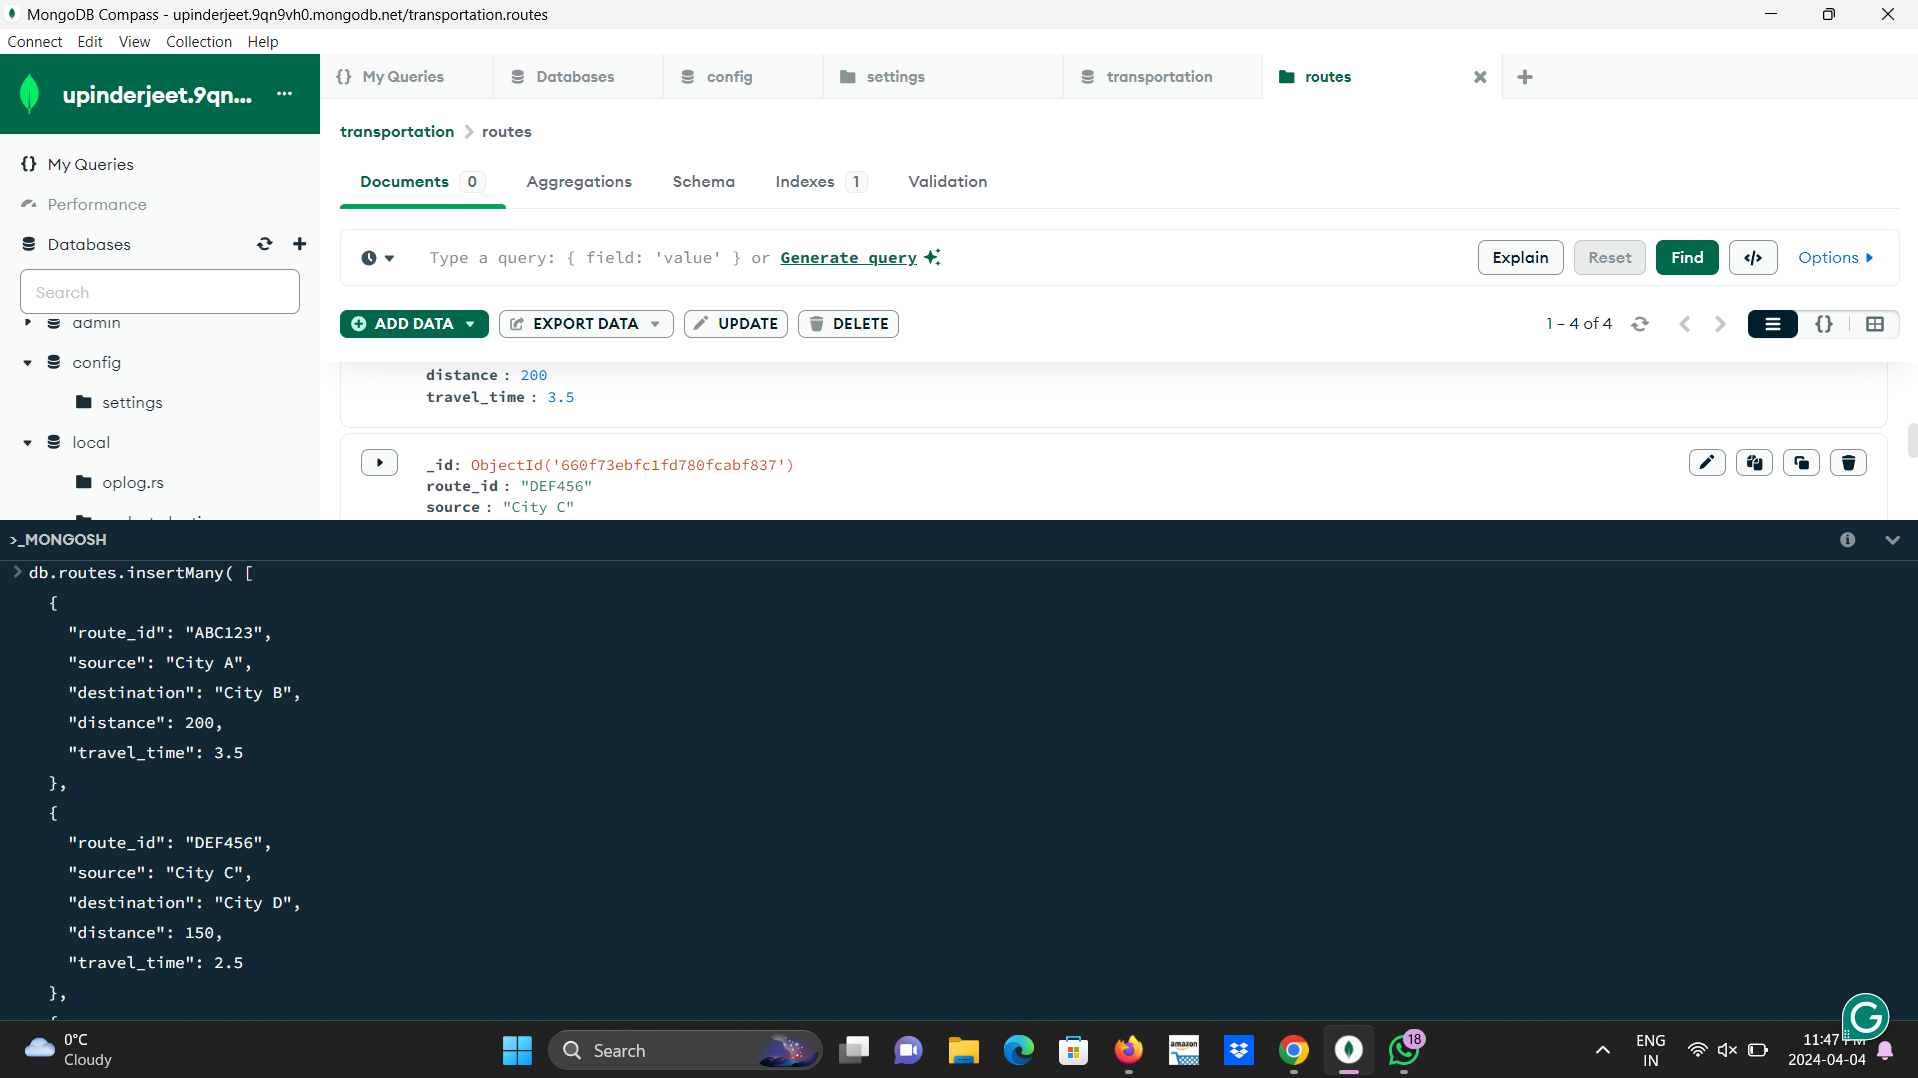 MongoDB Compass - upinderjeet.9qn9vh0.mongodb.net/transportation.routes
Connect Edit View Collection Help
upinderjeet.9qn... ...
{} My Queries
Databases
config
settings
transportation
routes
transportation > routes
My Queries
Performance
Databases
Search
admin
config
settings
local
oplog.rs
Documents 0 Aggregations Schema Indexes 1 Validation
Type a query: { field: 'value' } or Generate query
Explain Reset Find </> Options
ADD DATA EXPORT DATA UPDATE DELETE
1 – 4 of 4 {}
distance : 200
travel_time : 3.5
_id: ObjectId('660f73ebfc1fd780fcabf837')
route_id : "DEF456"
source : "City C"
>_MONGOSH
> db.routes.insertMany( [
{
"route_id": "ABC123",
"source": "City A",
"destination": "City B",
"distance": 200,
"travel_time": 3.5
},
{
"route_id": "DEF456",
"source": "City C",
"destination": "City D",
"distance": 150,
"travel_time": 2.5
},
0°C
Cloudy
Search
amazon
18
ENG
IN
11:47
2024-04-04
G